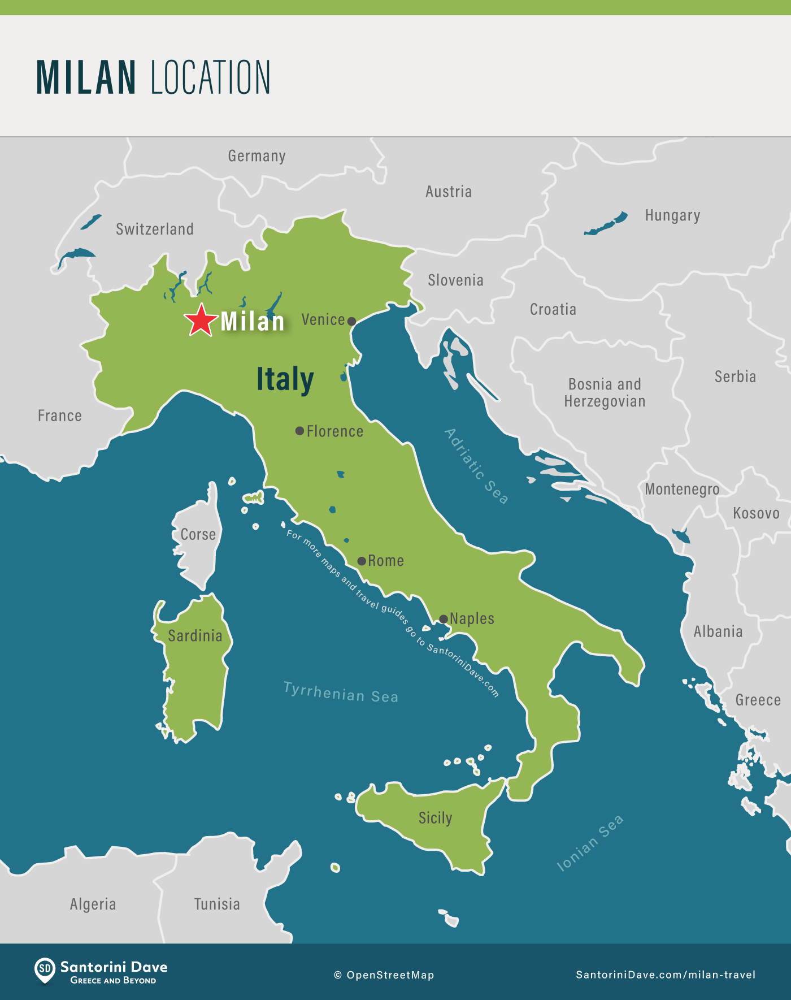 MILAN LOCATION
Germany
Austria
Hungary
Switzerland
Slovenia
Croatia
Milan
Venice
Italy
Bosnia and
Herzegovian
Serbia
France
Florence
Adriatic Sea
Montenegro
Kosovo
Corse
For more maps and travel guides go to SantoriniDave.com
Rome
Naples
Sardinia
Albania
Tyrrhenian Sea
Greece
Sicily
Ionian Sea
Algeria
Tunisia
SD
Santorini Dave
GREECE AND BEYOND
© OpenStreetMap
SantoriniDave.com/milan-travel